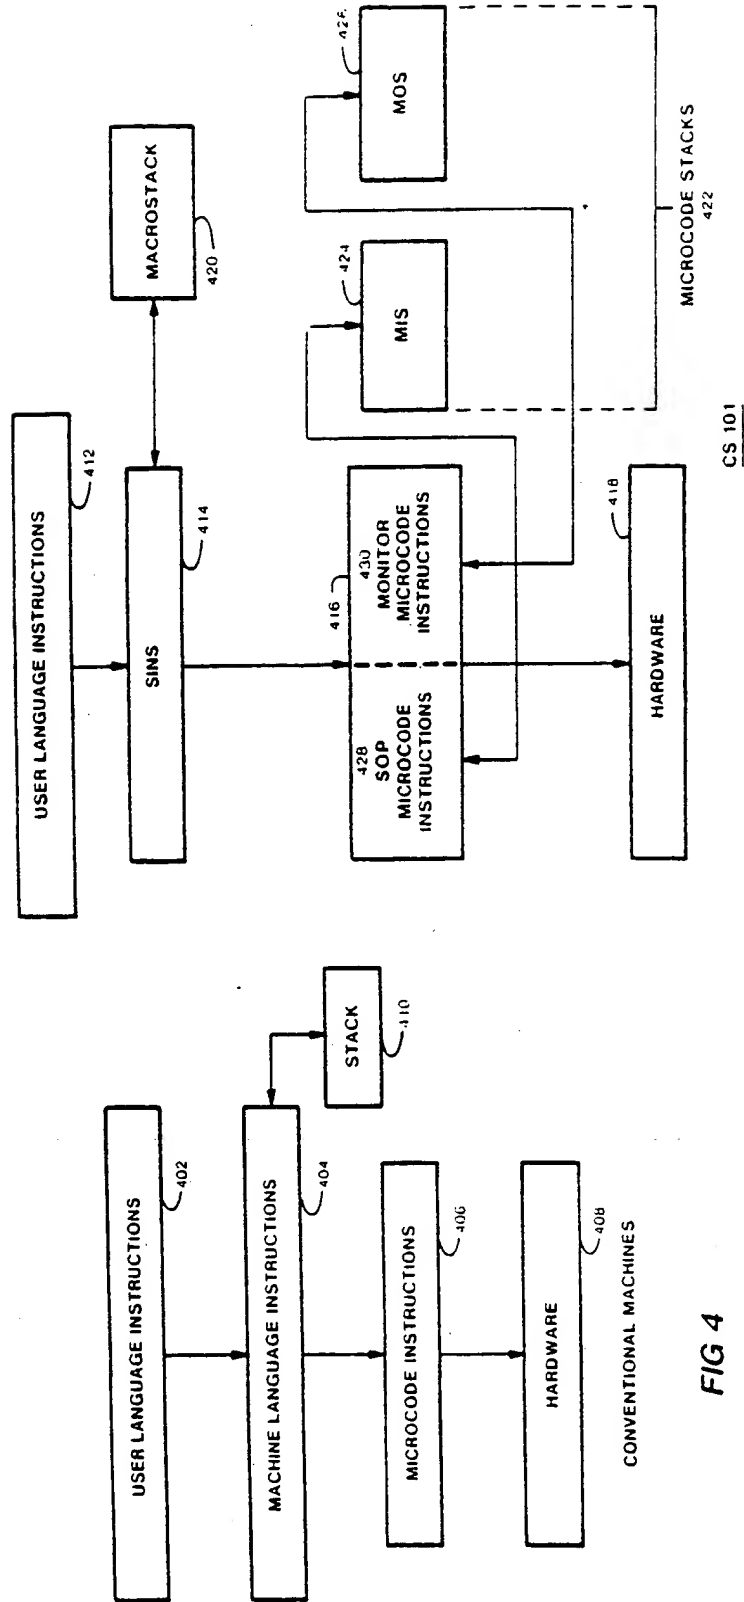 USER LANGUAGE INSTRUCTIONS
402
MACHINE LANGUAGE INSTRUCTIONS
404
STACK
410
MICROCODE INSTRUCTIONS
406
HARDWARE
408
CONVENTIONAL MACHINES
USER LANGUAGE INSTRUCTIONS
412
SINS
414
MACROSTACK
420
416
428
SOP
MICROCODE
INSTRUCTIONS
430
MONITOR
MICROCODE
INSTRUCTIONS
MIS
424
MOS
426
MICROCODE STACKS
422
HARDWARE
418
CS 101
FIG 4